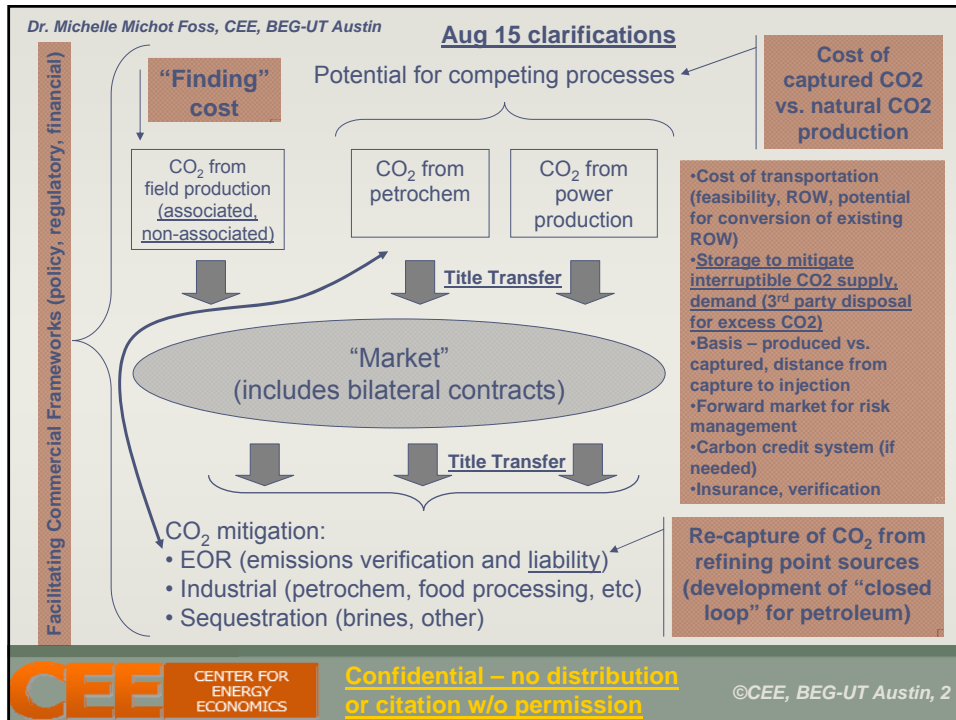 Dr. Michelle Michot Foss, CEE, BEG-UT Austin
Aug 15 clarifications
Facilitating Commercial Frameworks (policy, regulatory, financial)
“Finding”
cost
Potential for competing processes
Cost of
captured CO2
vs. natural CO2
production
CO2 from
field production
(associated,
non-associated)
CO2 from
petrochem
CO2 from
power
production
•Cost of transportation
(feasibility, ROW, potential
for conversion of existing
ROW)
•Storage to mitigate
interruptible CO2 supply,
demand (3rd party disposal
for excess CO2)
•Basis – produced vs.
captured, distance from
capture to injection
•Forward market for risk
management
•Carbon credit system (if
needed)
•Insurance, verification
Title Transfer
“Market”
(includes bilateral contracts)
Title Transfer
CO2 mitigation:
• EOR (emissions verification and liability)
• Industrial (petrochem, food processing, etc)
• Sequestration (brines, other)
Re-capture of CO2 from
refining point sources
(development of “closed
loop” for petroleum)
CEE
CENTER FOR
ENERGY
ECONOMICS
Confidential – no distribution
or citation w/o permission
©CEE, BEG-UT Austin, 2